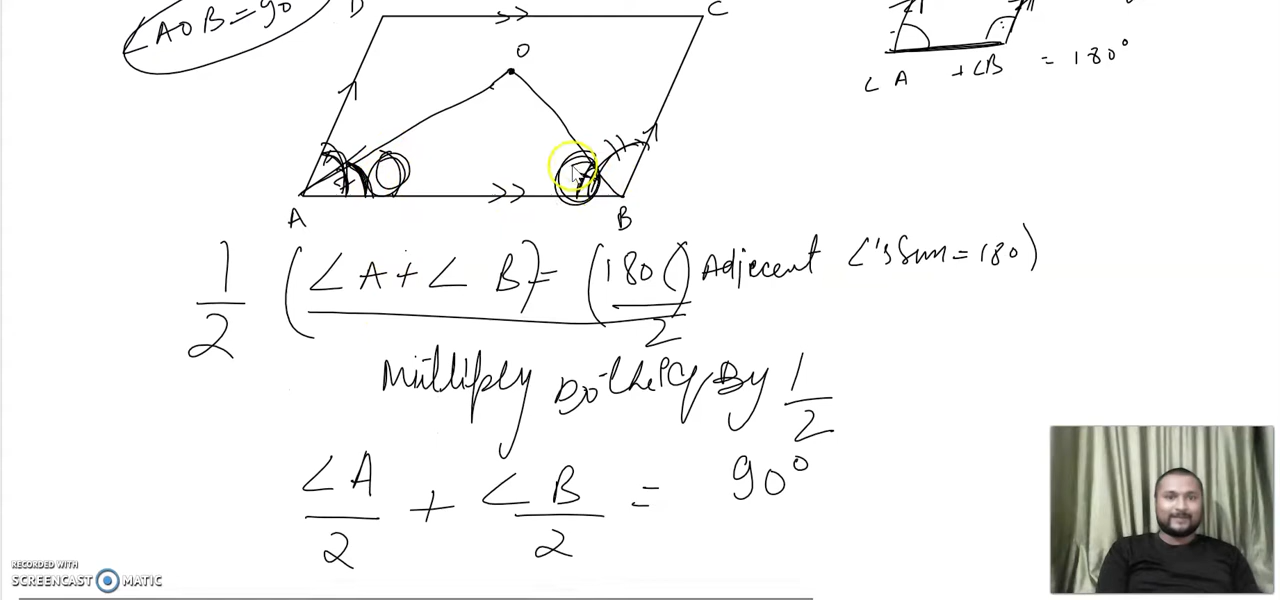 ∠AOB=90
D >> C
O
∠A +∠B = 180°
A >> B
1/2 (∠A+∠B)=(180/2) Adjecent ∠'s Sum=180)
Multiply By 1/2
∠A/2 + ∠B/2 = 90°
RECORDED WITH
SCREENCAST MATIC